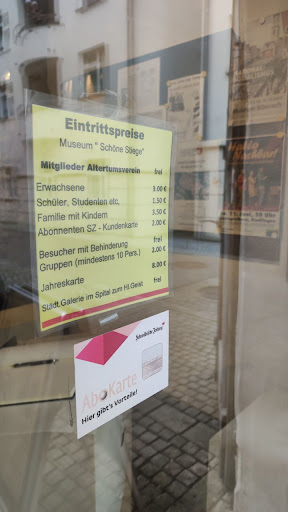 Eintrittspreise
Museum " Schöne Stiege"
Mitglieder Altertumsverein frei
Erwachsene 3.00 €
Schüler, Studenten etc. 1.50 €
Familie mit Kindern 3.50 €
Abonnenten SZ - Kundenkarte 2.00 €
Besucher mit Behinderung frei
Gruppen (mindestens 10 Pers.) 2.00 €
Jahreskarte 8.00 €
Städt.Galerie im Spital zum Hl.Geist frei
Schwäbische Zeitung
AboKarte
Hier gibt's Vorteile!